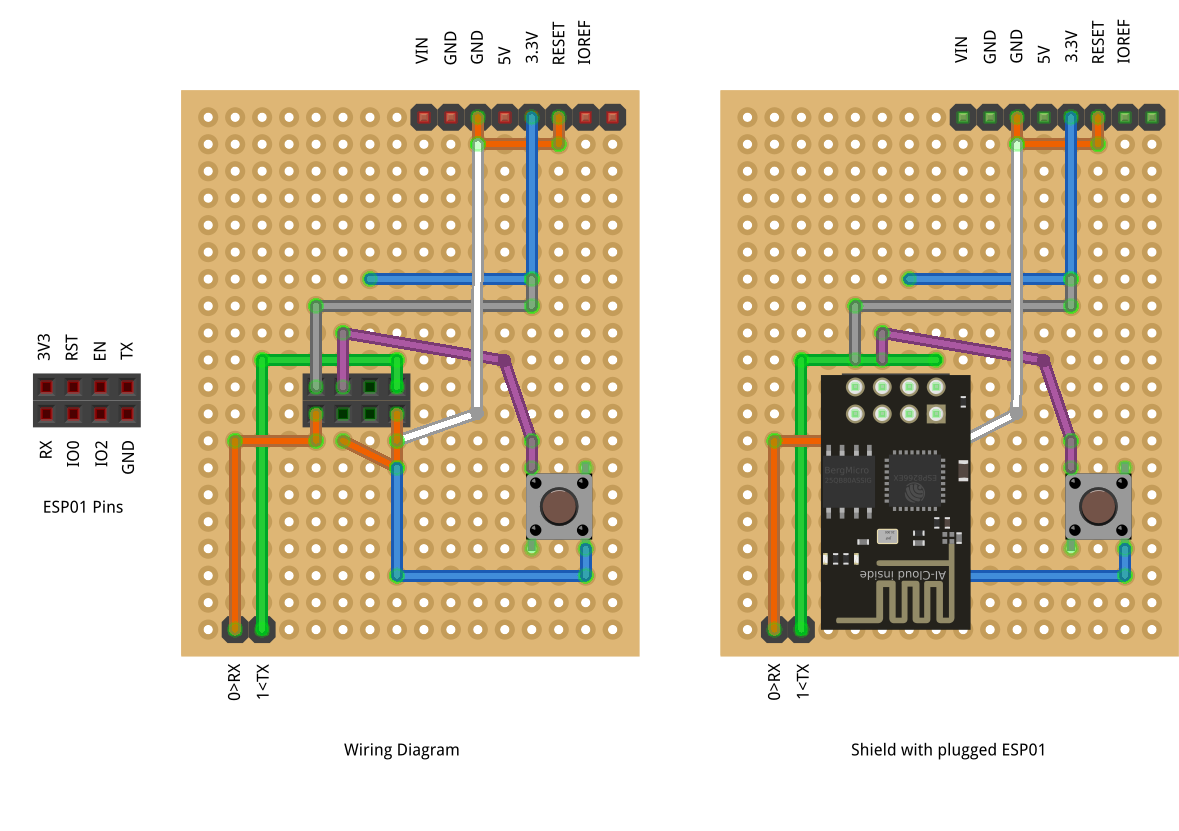 VIN GND GND 5V 3.3V RESET IOREF
VIN GND GND 5V 3.3V RESET IOREF
3V3 RST EN TX
RX IO0 IO2 GND
ESP01 Pins
BergMicro
ESP8266EX
AI-Cloud inside
0>RX 1<TX
0>RX 1<TX
Wiring Diagram
Shield with plugged ESP01